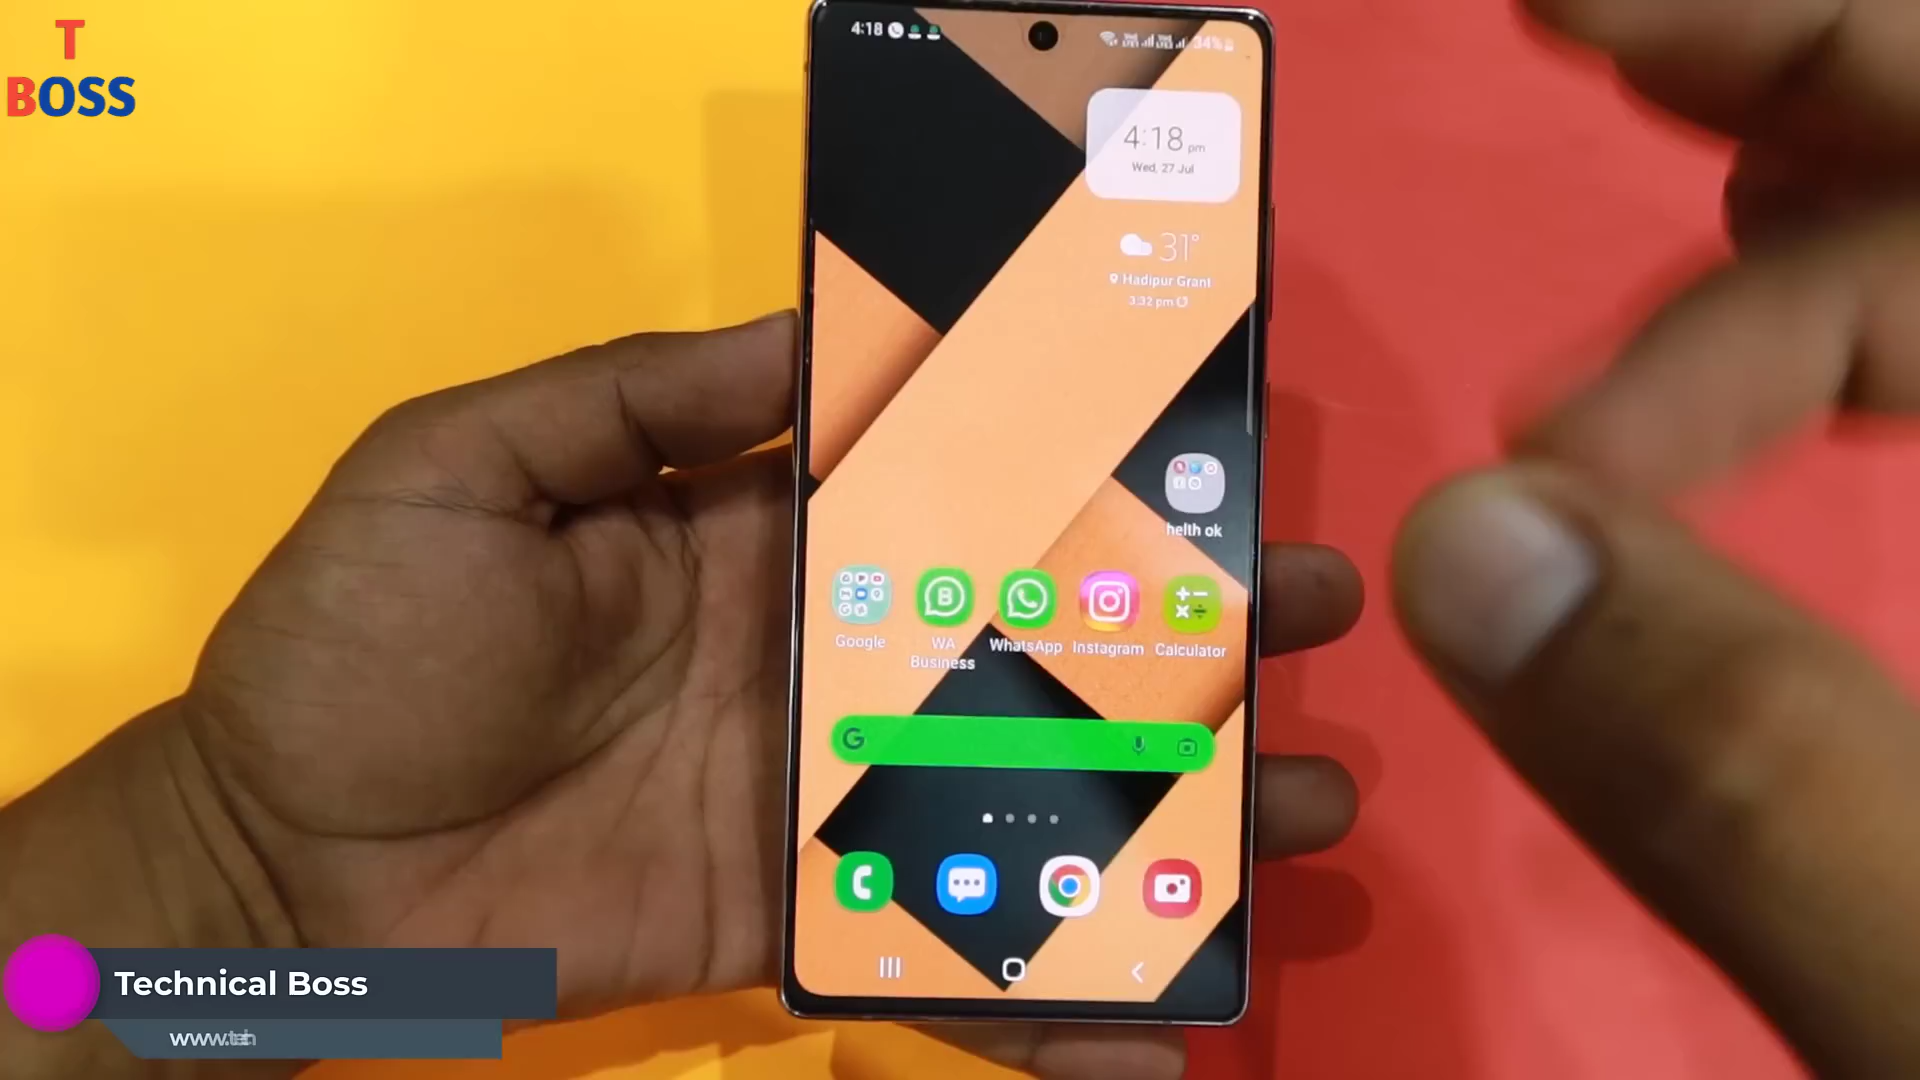 T
BOSS
4:18
34%
4:18 pm
Wed, 27 Jul
31°
Hadipur Grant
3:32 pm
helth ok
Google
WA Business
WhatsApp
Instagram
Calculator
G
Technical Boss